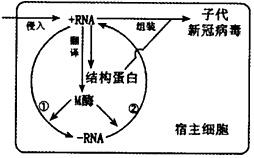 侵入 +RNA 组装 子代
新冠病毒
翻译
结构蛋白
M酶
① ②
-RNA 宿主细胞